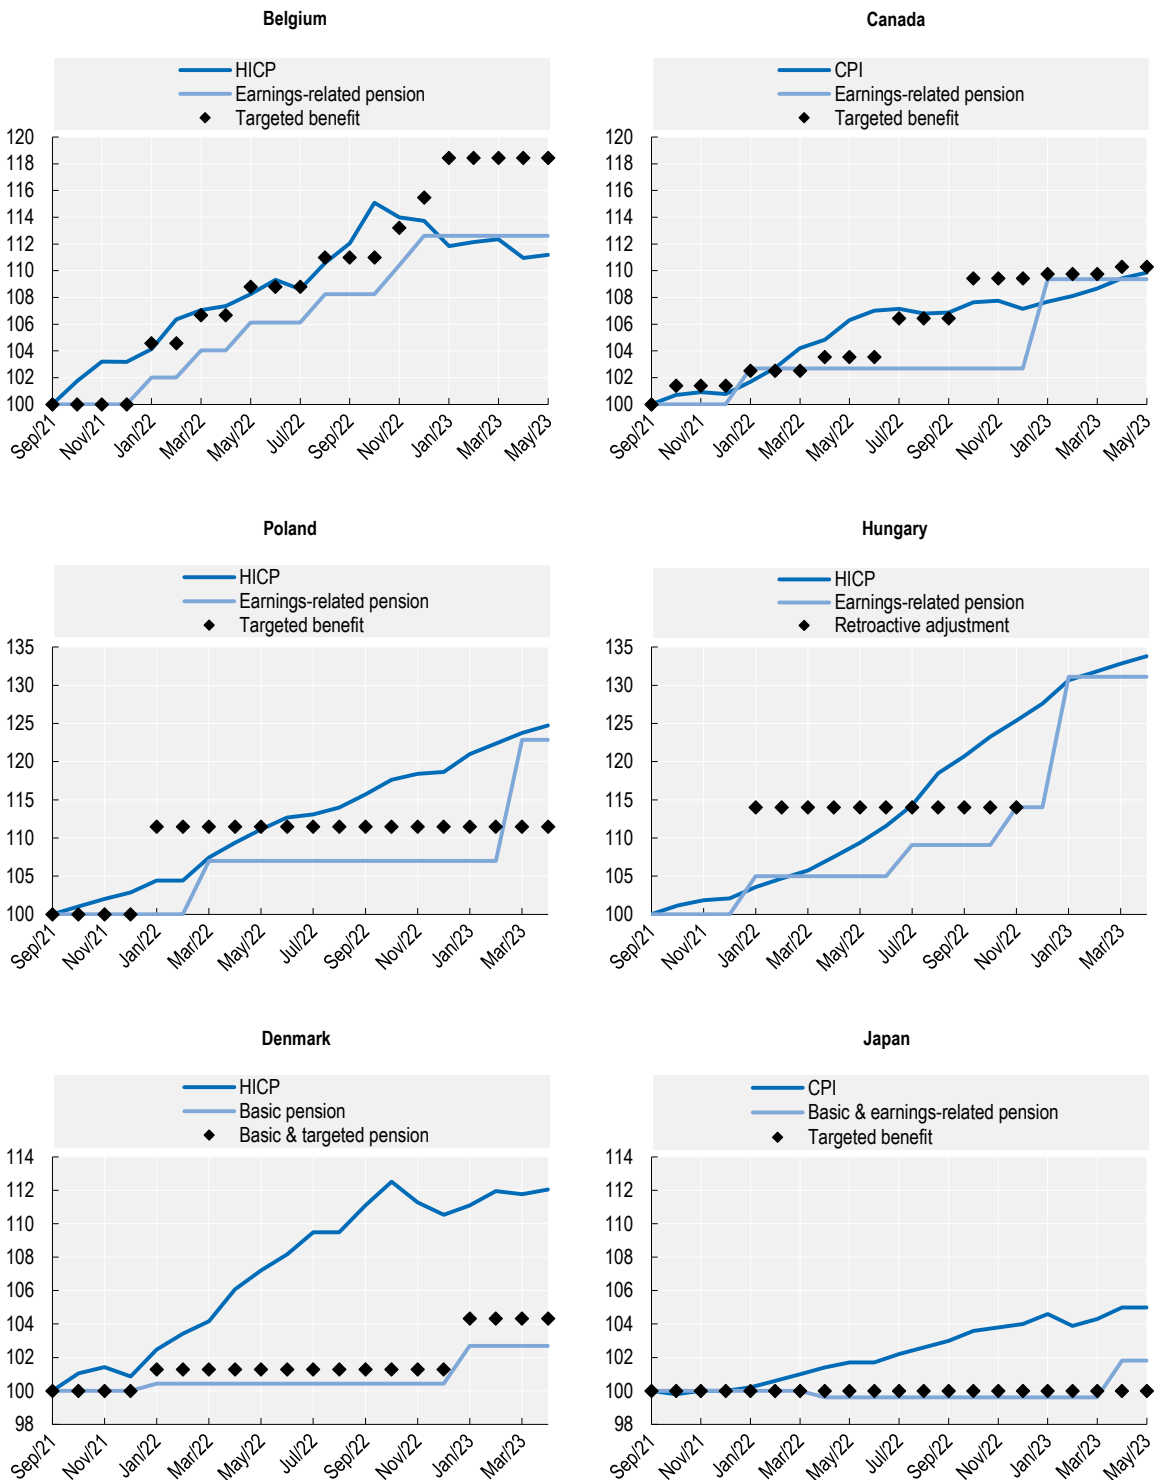 Belgium
HICP
Earnings-related pension
Targeted benefit
120
118
116
114
112
110
108
106
104
102
100
Sep/21 Nov/21 Jan/22 Mar/22 May/22 Jul/22 Sep/22 Nov/22 Jan/23 Mar/23 May/23
Canada
CPI
Earnings-related pension
Targeted benefit
120
118
116
114
112
110
108
106
104
102
100
Sep/21 Nov/21 Jan/22 Mar/22 May/22 Jul/22 Sep/22 Nov/22 Jan/23 Mar/23 May/23
Poland
HICP
Earnings-related pension
Targeted benefit
135
130
125
120
115
110
105
100
Sep/21 Nov/21 Jan/22 Mar/22 May/22 Jul/22 Sep/22 Nov/22 Jan/23 Mar/23
Hungary
HICP
Earnings-related pension
Retroactive adjustment
135
130
125
120
115
110
105
100
Sep/21 Nov/21 Jan/22 Mar/22 May/22 Jul/22 Sep/22 Nov/22 Jan/23 Mar/23
Denmark
HICP
Basic pension
Basic & targeted pension
114
112
110
108
106
104
102
100
98
Sep/21 Nov/21 Jan/22 Mar/22 May/22 Jul/22 Sep/22 Nov/22 Jan/23 Mar/23
Japan
CPI
Basic & earnings-related pension
Targeted benefit
114
112
110
108
106
104
102
100
98
Sep/21 Nov/21 Jan/22 Mar/22 May/22 Jul/22 Sep/22 Nov/22 Jan/23 Mar/23 May/23